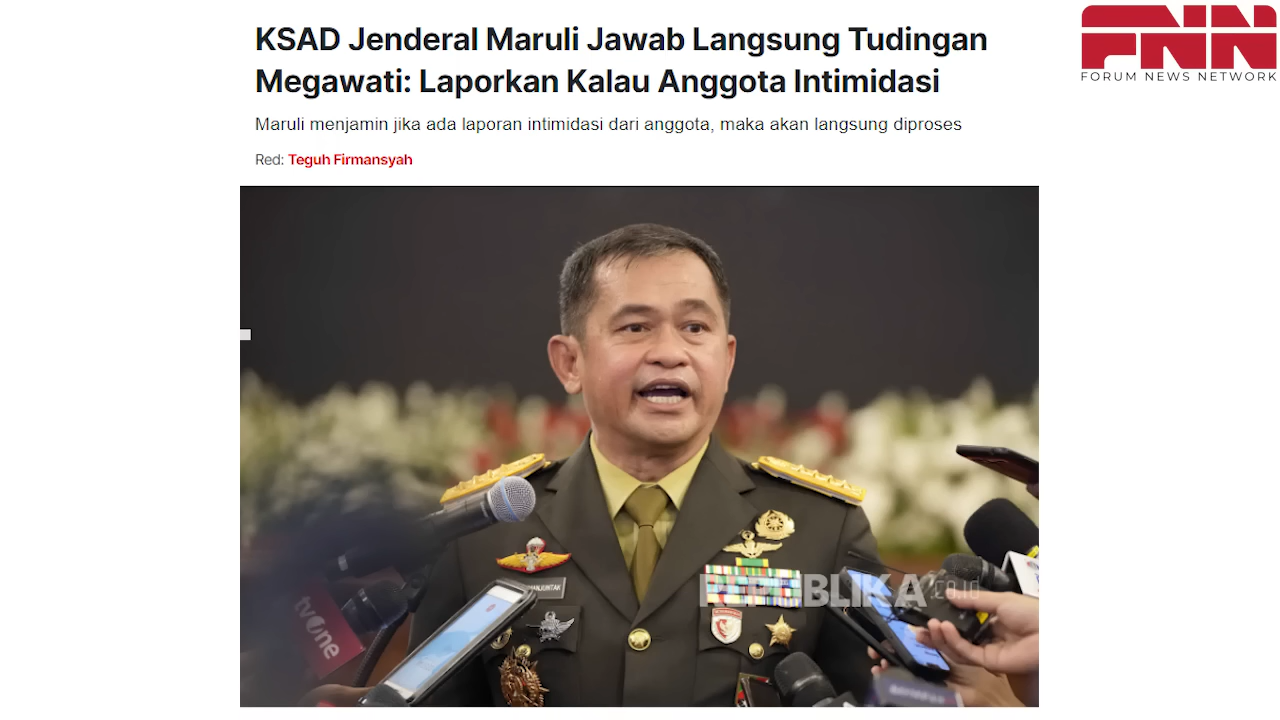 KSAD Jenderal Maruli Jawab Langsung Tudingan
Megawati: Laporkan Kalau Anggota Intimidasi
FNN
FORUM NEWS NETWORK
Maruli menjamin jika ada laporan intimidasi dari anggota, maka akan langsung diproses
Red: Teguh Firmansyah
REPUBLIKA.co.id
tvOne